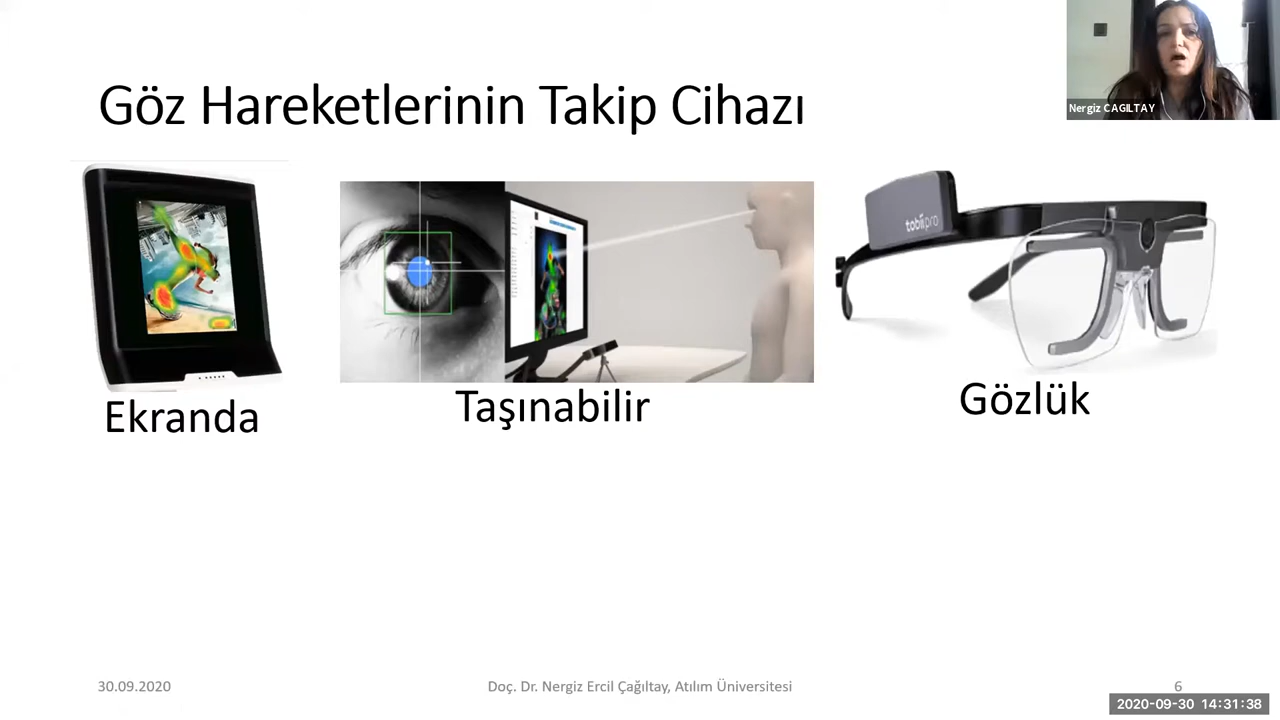 Göz Hareketlerinin Takip Cihazı
Nergiz CAGILTAY
tobii pro
Ekranda
Taşınabilir
Gözlük
30.09.2020
Doç. Dr. Nergiz Ercil Çağıltay, Atılım Üniversitesi
6
2020-09-30 14:31:38